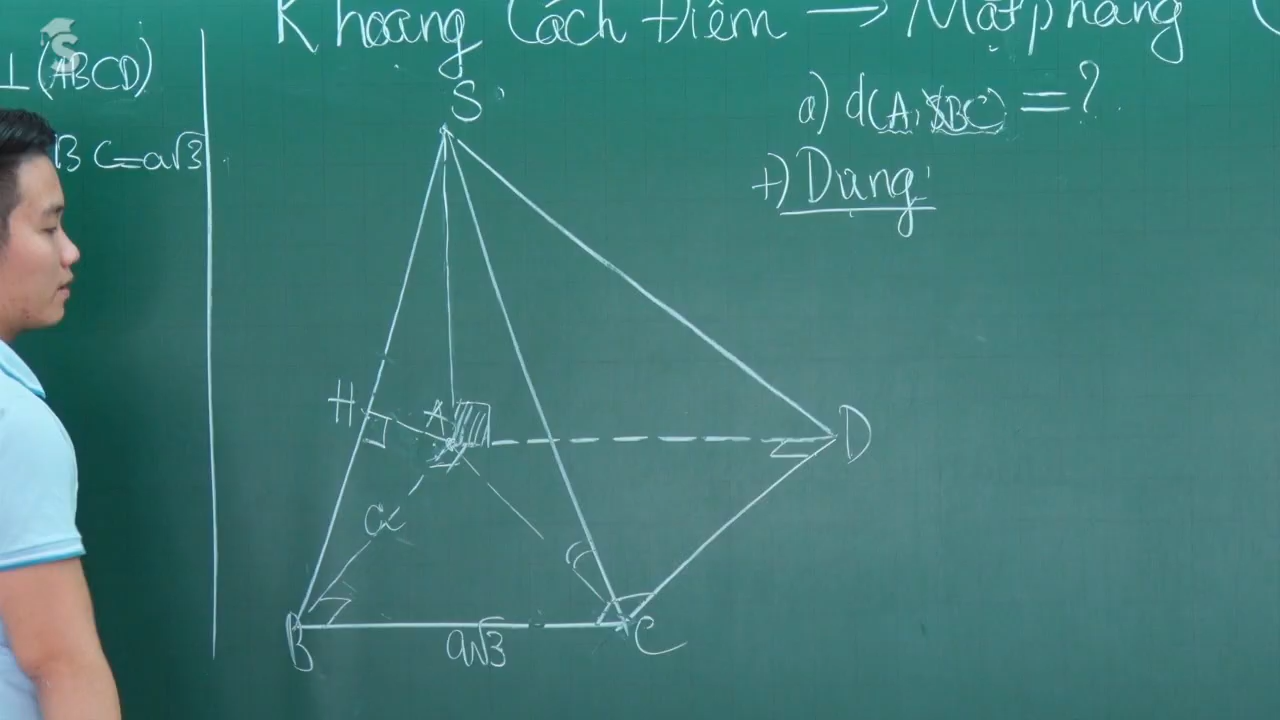 Khoảng Cách Điểm → Mặt phẳng (
⊥(ABCD)
BC=a√3
a) d(A, SBC) = ?
+) Dựng:
S
H
A
D
a
B
a√3
C